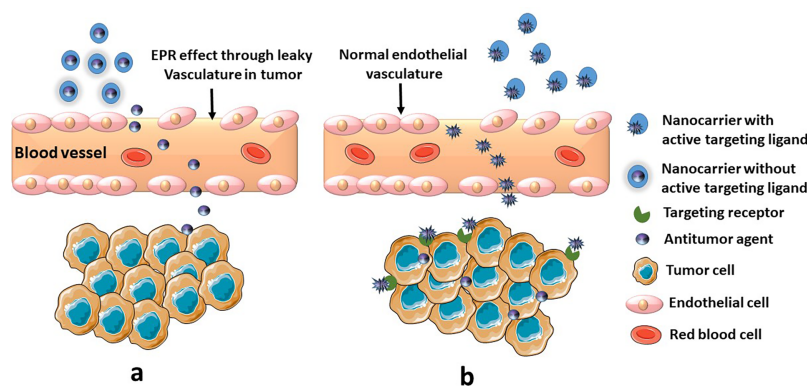 EPR effect through leaky
Vasculature in tumor
Normal endothelial
vasculature
Blood vessel
Nanocarrier with
active targeting ligand
Nanocarrier without
active targeting ligand
Targeting receptor
Antitumor agent
Tumor cell
Endothelial cell
Red blood cell
a
b